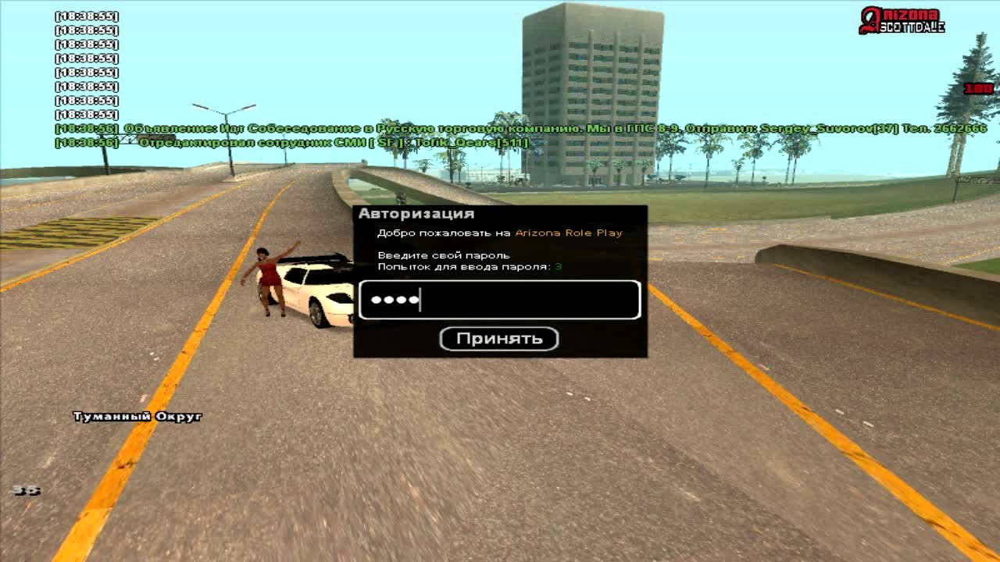 [18:38:55]
[18:38:55]
[18:38:55]
[18:38:55]
[18:38:55]
[18:38:55]
[18:38:55]
[18:38:55]
Arizona
SCOTTDALE
100
[18:38:56] Объявление: Идт Собеседование в Русскую торговую компанию. Мы в ГПС 8-9. Отправил: Sergey_Suvorov[37] Тел. 2662666
[18:38:56] Отредактировал сотрудник СМИ [ SF ] : Tolik_Gears[511]
Авторизация
Добро пожаловать на Arizona Role Play
Введите свой пароль
Попыток для ввода пароля: 3
Принять
Туманный Округ
35